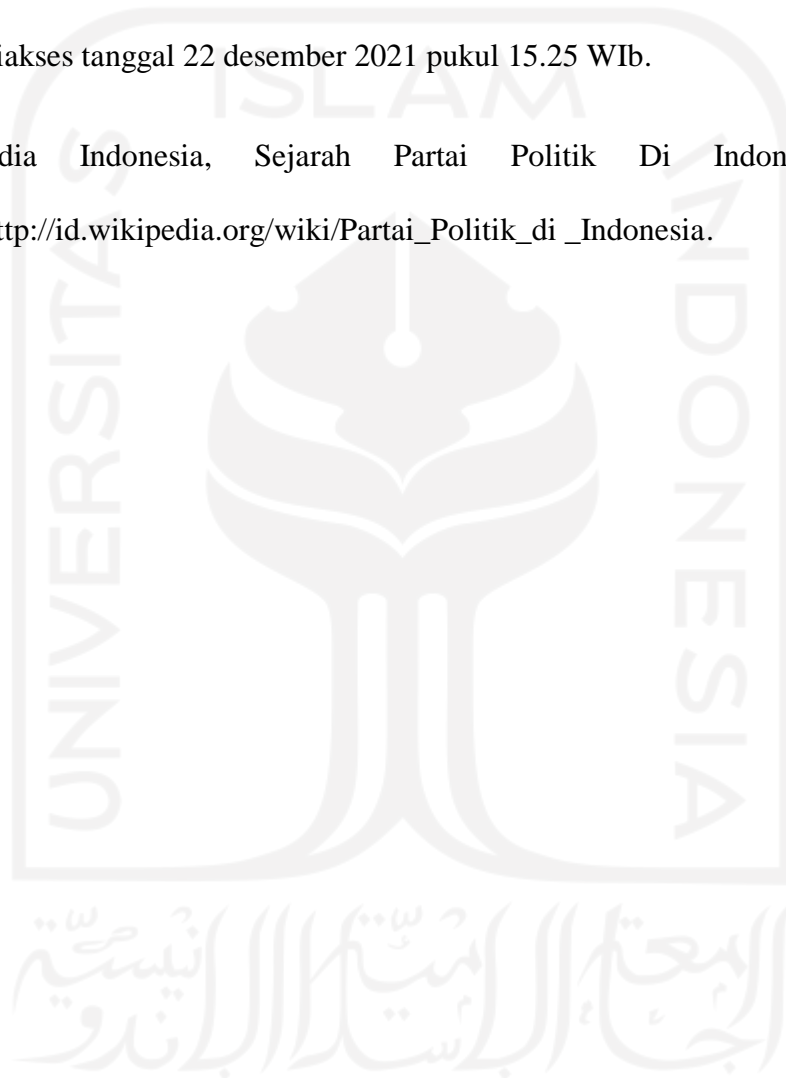 iakses tanggal 22 desember 2021 pukul 15.25 WIb.
dia Indonesia, Sejarah Partai Politik Di Indon
ttp://id.wikipedia.org/wiki/Partai_Politik_di _Indonesia.
ISLAM
UNIVERSITAS
INDONESIA